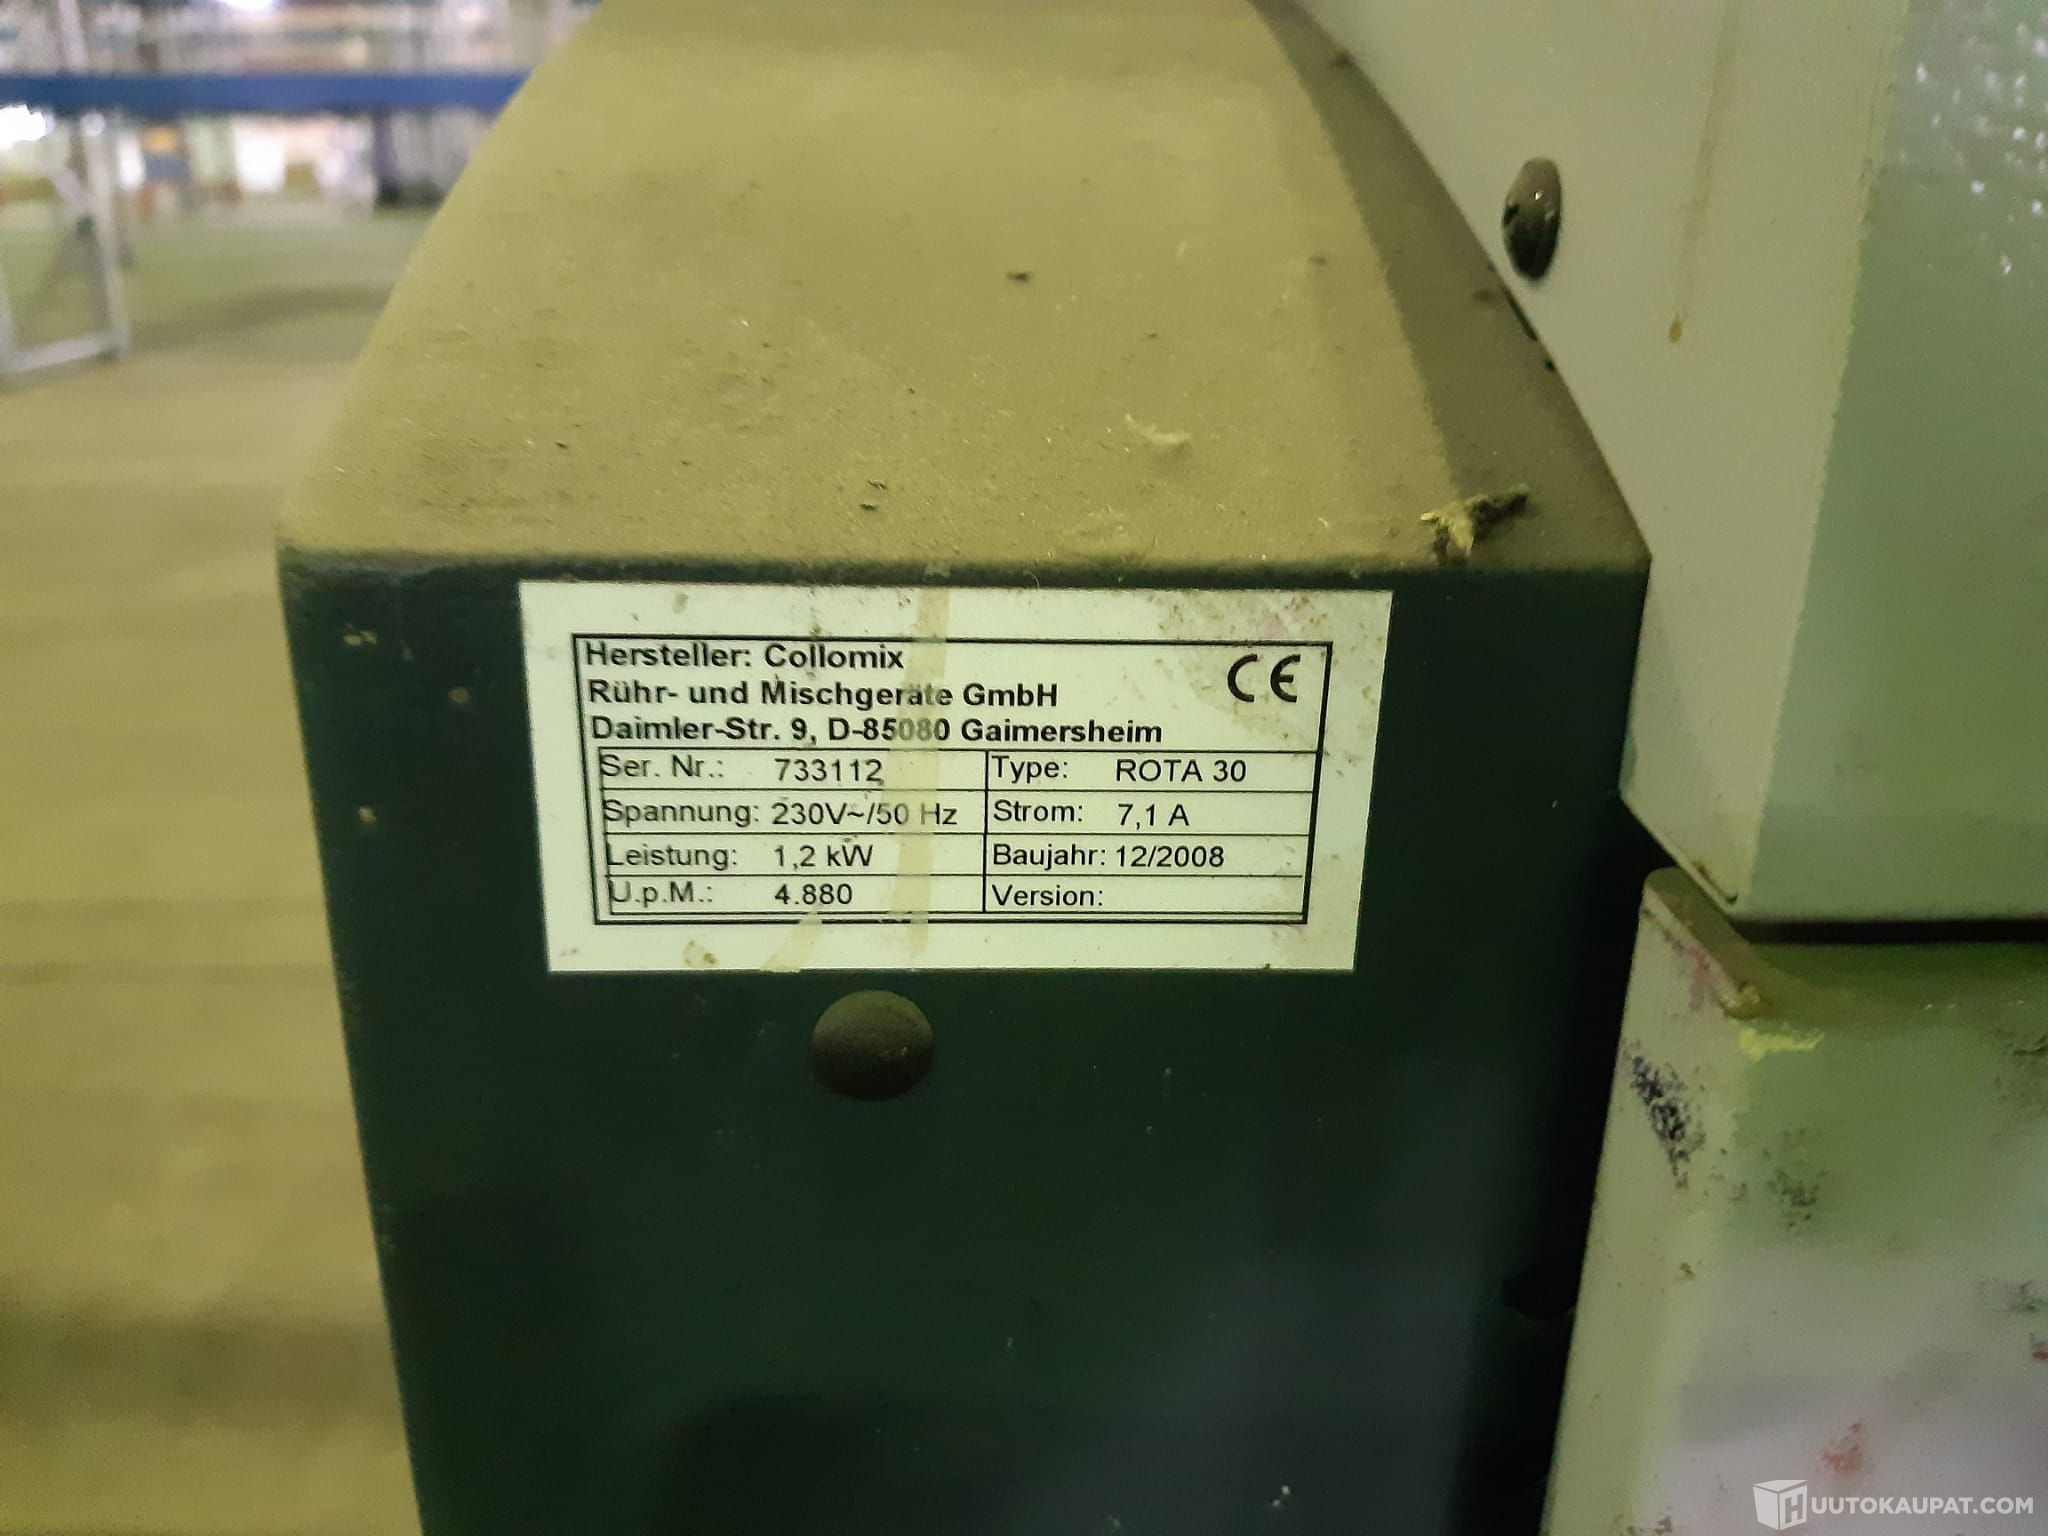 Hersteller: Collomix
Rühr- und Mischgeräte GmbH
Daimler-Str. 9, D-85080 Gaimersheim
CE
Ser. Nr.: 733112 Type: ROTA 30
Spannung: 230V~/50 Hz Strom: 7,1 A
Leistung: 1,2 kW Baujahr: 12/2008
U.p.M.: 4.880 Version:
HUUTOKAUPAT.COM